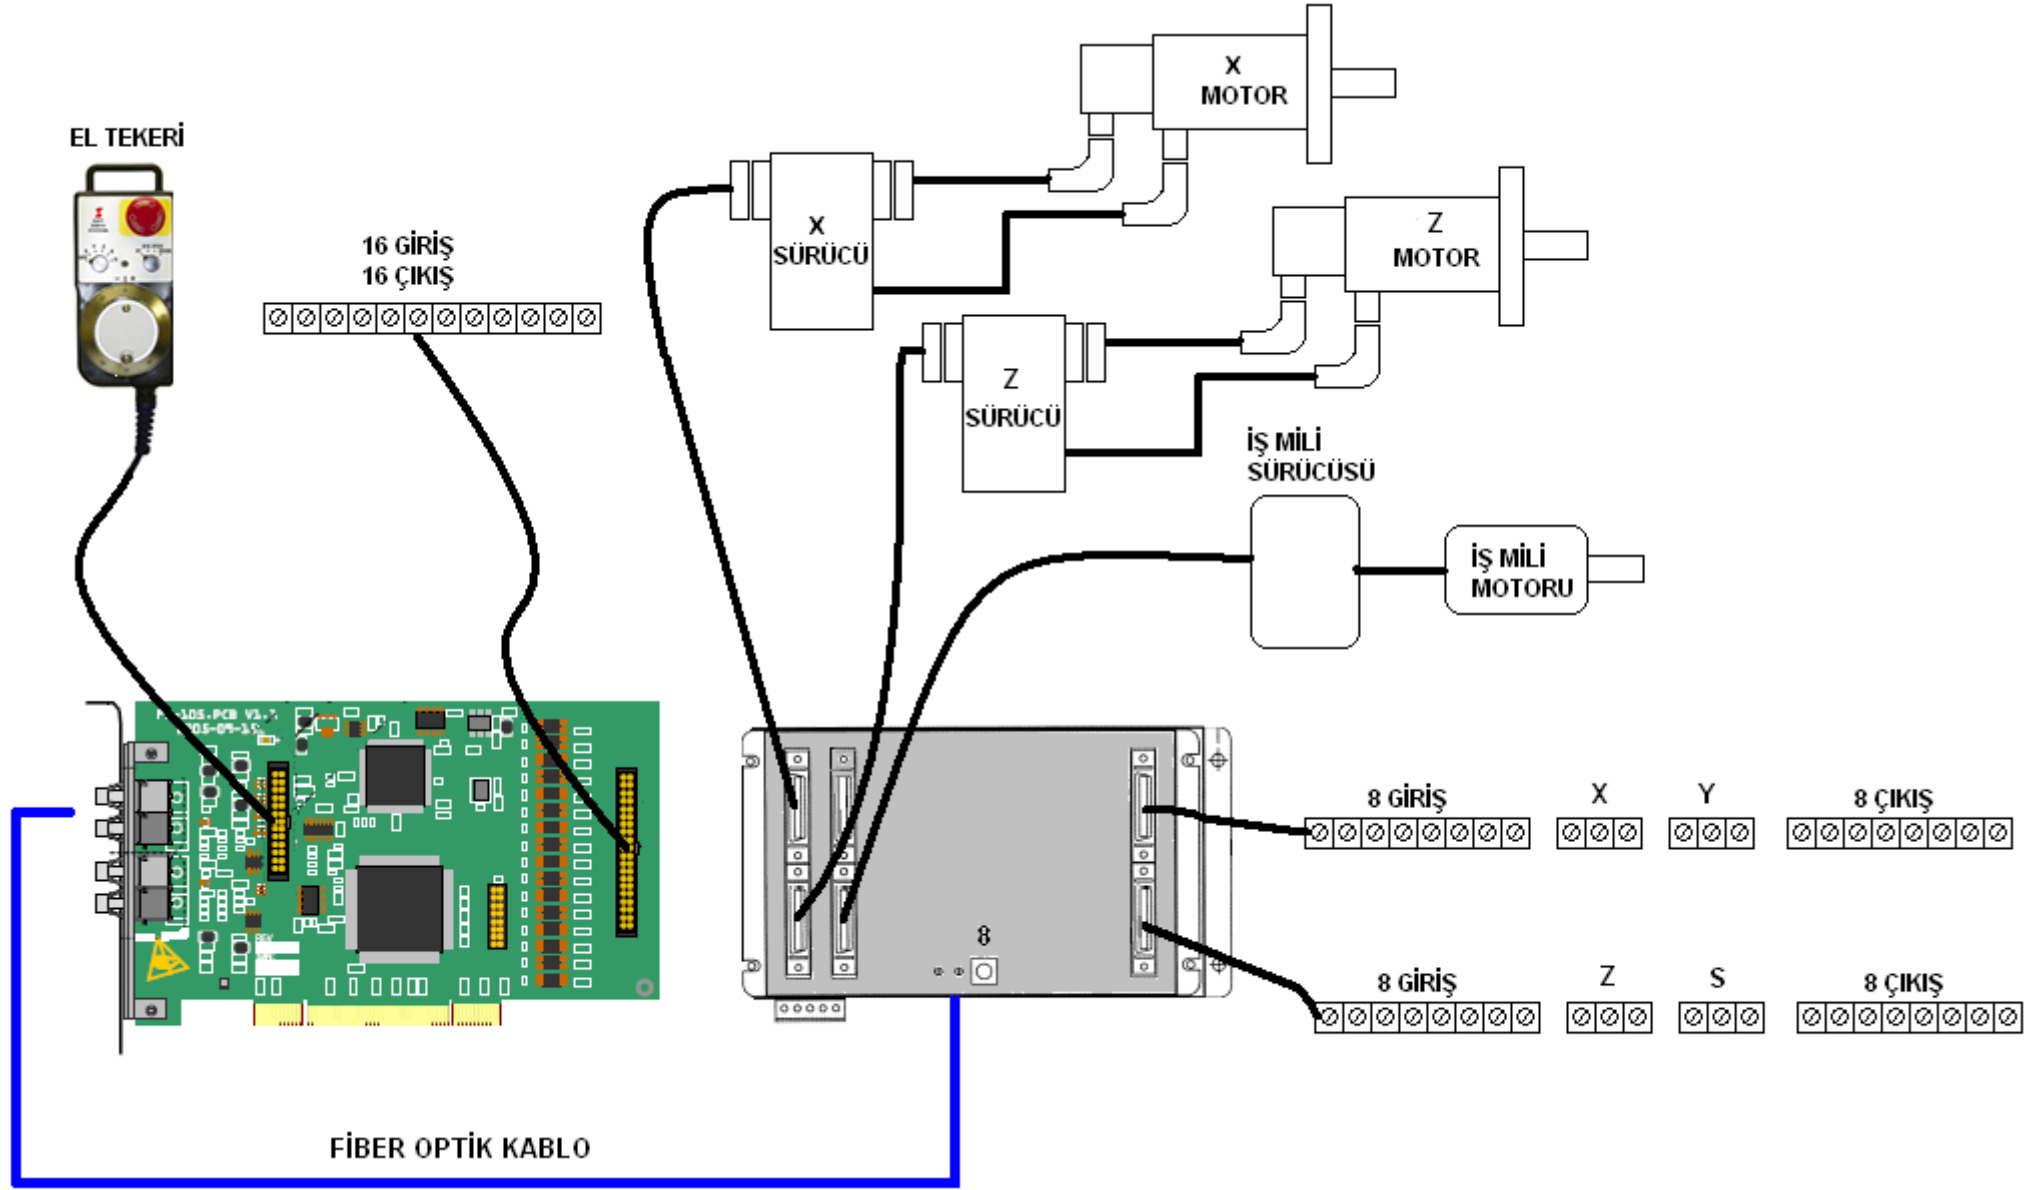 X
MOTOR
EL TEKERİ
X
SÜRÜCÜ
Z
MOTOR
16 GİRİŞ
16 ÇIKIŞ
Z
SÜRÜCÜ
İŞ MİLİ
SÜRÜCÜSÜ
İŞ MİLİ
MOTORU
8 GİRİŞ
X
Y
8 ÇIKIŞ
8
8 GİRİŞ
Z
S
8 ÇIKIŞ
FİBER OPTİK KABLO